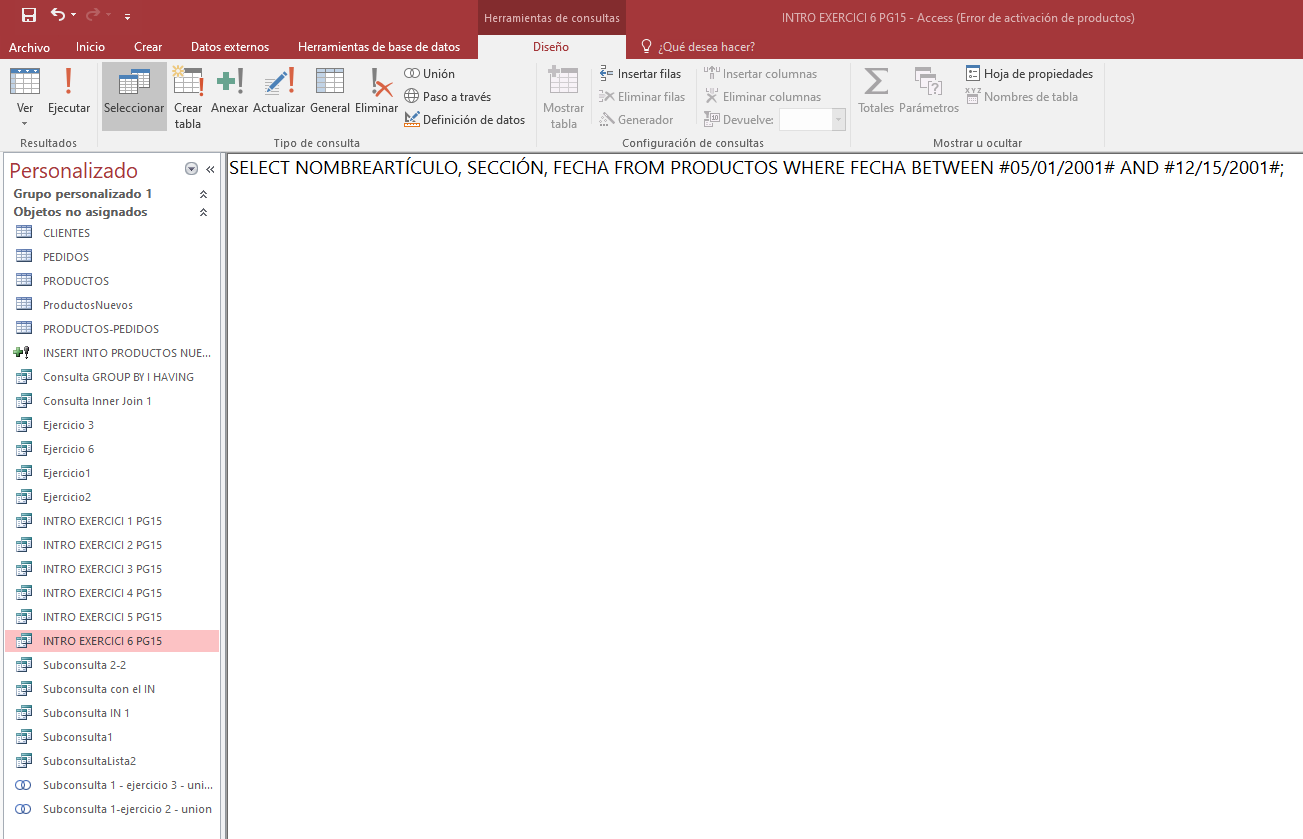 Herramientas de consultas
INTRO EXERCICI 6 PG15 - Access (Error de activación de productos)
Archivo Inicio Crear Datos externos Herramientas de base de datos Diseño ¿Qué desea hacer?
Ver
Ejecutar
Seleccionar
Crear tabla
Anexar
Actualizar
General
Eliminar
Unión
Paso a través
Definición de datos
Mostrar tabla
Insertar filas
Eliminar filas
Generador
Insertar columnas
Eliminar columnas
Devuelve:
Totales
Parámetros
Hoja de propiedades
XYZ Nombres de tabla
Resultados
Tipo de consulta
Configuración de consultas
Mostrar u ocultar
Personalizado
Grupo personalizado 1
Objetos no asignados
CLIENTES
PEDIDOS
PRODUCTOS
ProductosNuevos
PRODUCTOS-PEDIDOS
INSERT INTO PRODUCTOS NUE...
Consulta GROUP BY I HAVING
Consulta Inner Join 1
Ejercicio 3
Ejercicio 6
Ejercicio1
Ejercicio2
INTRO EXERCICI 1 PG15
INTRO EXERCICI 2 PG15
INTRO EXERCICI 3 PG15
INTRO EXERCICI 4 PG15
INTRO EXERCICI 5 PG15
INTRO EXERCICI 6 PG15
Subconsulta 2-2
Subconsulta con el IN
Subconsulta IN 1
Subconsulta1
SubconsultaLista2
Subconsulta 1 - ejercicio 3 - uni...
Subconsulta 1-ejercicio 2 - union
SELECT NOMBREARTÍCULO, SECCIÓN, FECHA FROM PRODUCTOS WHERE FECHA BETWEEN #05/01/2001# AND #12/15/2001#;